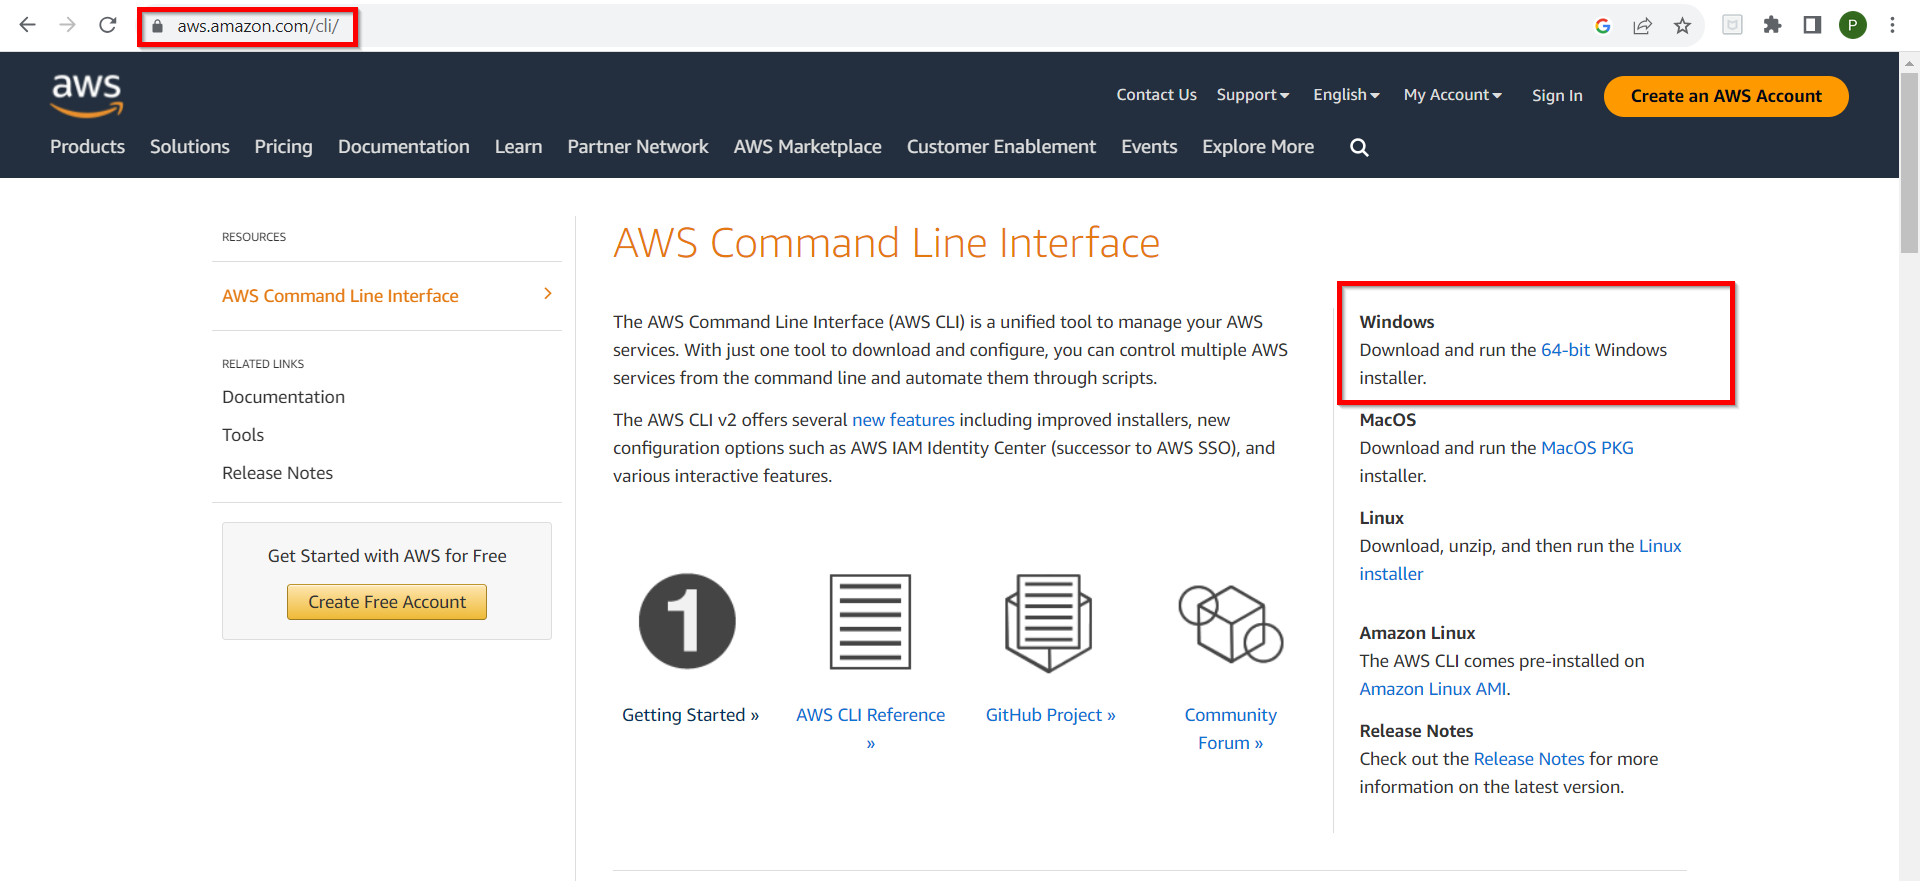 aws.amazon.com/cli/
P
aws
Contact Us Support English My Account Sign In Create an AWS Account
Products Solutions Pricing Documentation Learn Partner Network AWS Marketplace Customer Enablement Events Explore More
RESOURCES
AWS Command Line Interface
RELATED LINKS
Documentation
Tools
Release Notes
Get Started with AWS for Free
Create Free Account
AWS Command Line Interface
The AWS Command Line Interface (AWS CLI) is a unified tool to manage your AWS
services. With just one tool to download and configure, you can control multiple AWS
services from the command line and automate them through scripts.
The AWS CLI v2 offers several new features including improved installers, new
configuration options such as AWS IAM Identity Center (successor to AWS SSO), and
various interactive features.
1
Getting Started »
AWS CLI Reference
»
GitHub Project »
Community
Forum »
Windows
Download and run the 64-bit Windows
installer.
MacOS
Download and run the MacOS PKG
installer.
Linux
Download, unzip, and then run the Linux
installer
Amazon Linux
The AWS CLI comes pre-installed on
Amazon Linux AMI.
Release Notes
Check out the Release Notes for more
information on the latest version.